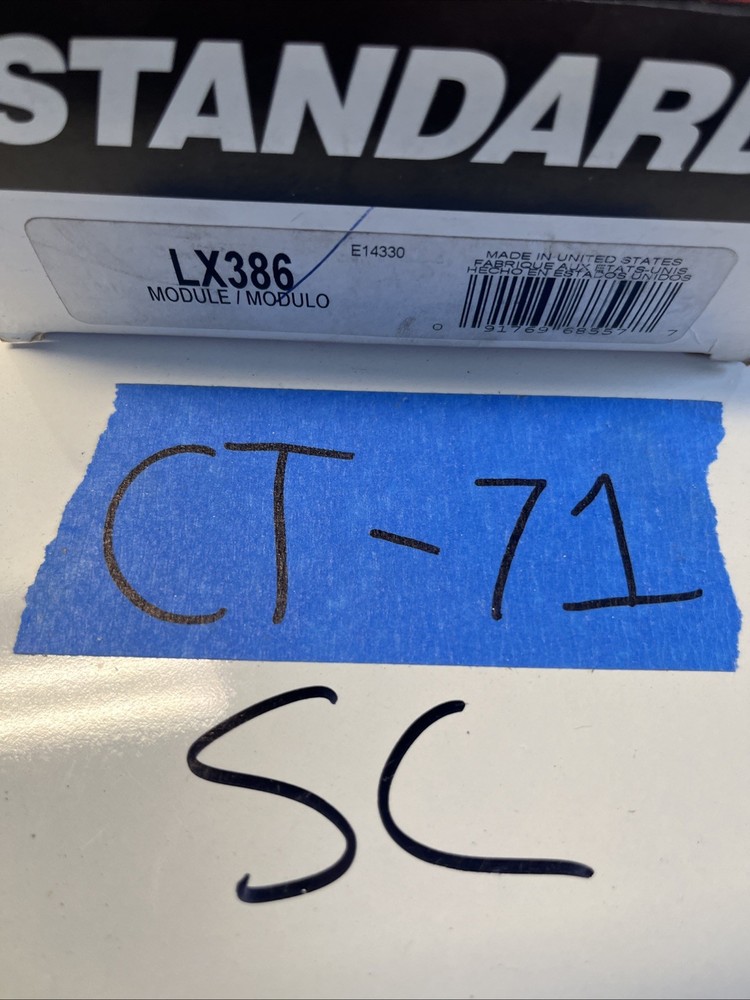 STANDARD
LX386
MODULE / MODULO
E14330
MADE IN UNITED STATES
FABRIQUE AUX ETATS-UNIS
HECHO EN ESTADOS UNIDOS
0 91769 68557 7
CT-71
SC